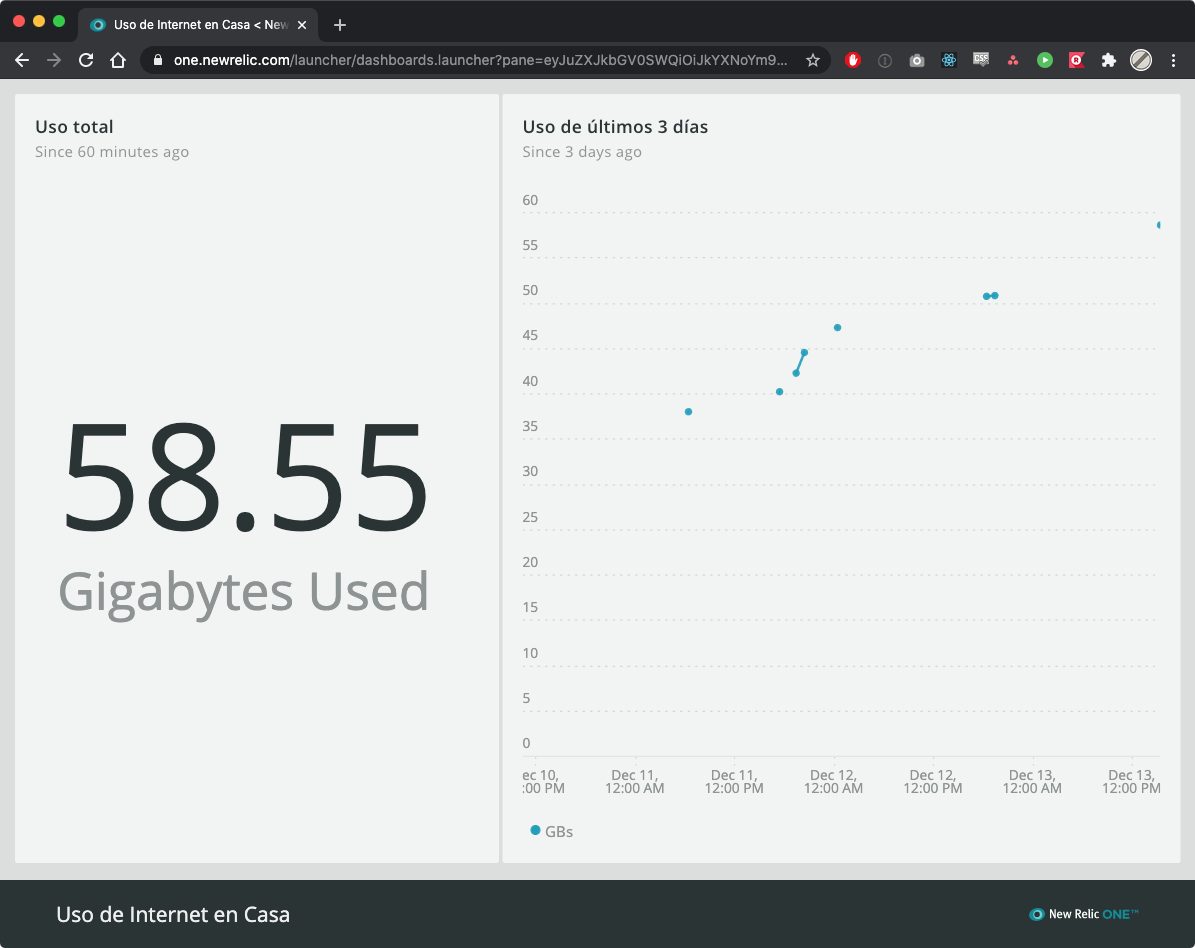 Uso de Internet en Casa < New
one.newrelic.com/launcher/dashboards.launcher?pane=eyJuZXJkbGV0SWQiOiJkYXNoYm9...
Uso total
Since 60 minutes ago
58.55
Gigabytes Used
Uso de últimos 3 días
Since 3 days ago
60
55
50
45
40
35
30
25
20
15
10
5
0
ec 10,
:00 PM
Dec 11,
12:00 AM
Dec 11,
12:00 PM
Dec 12,
12:00 AM
Dec 12,
12:00 PM
Dec 13,
12:00 AM
Dec 13,
12:00 PM
GBs
Uso de Internet en Casa
New Relic ONE™